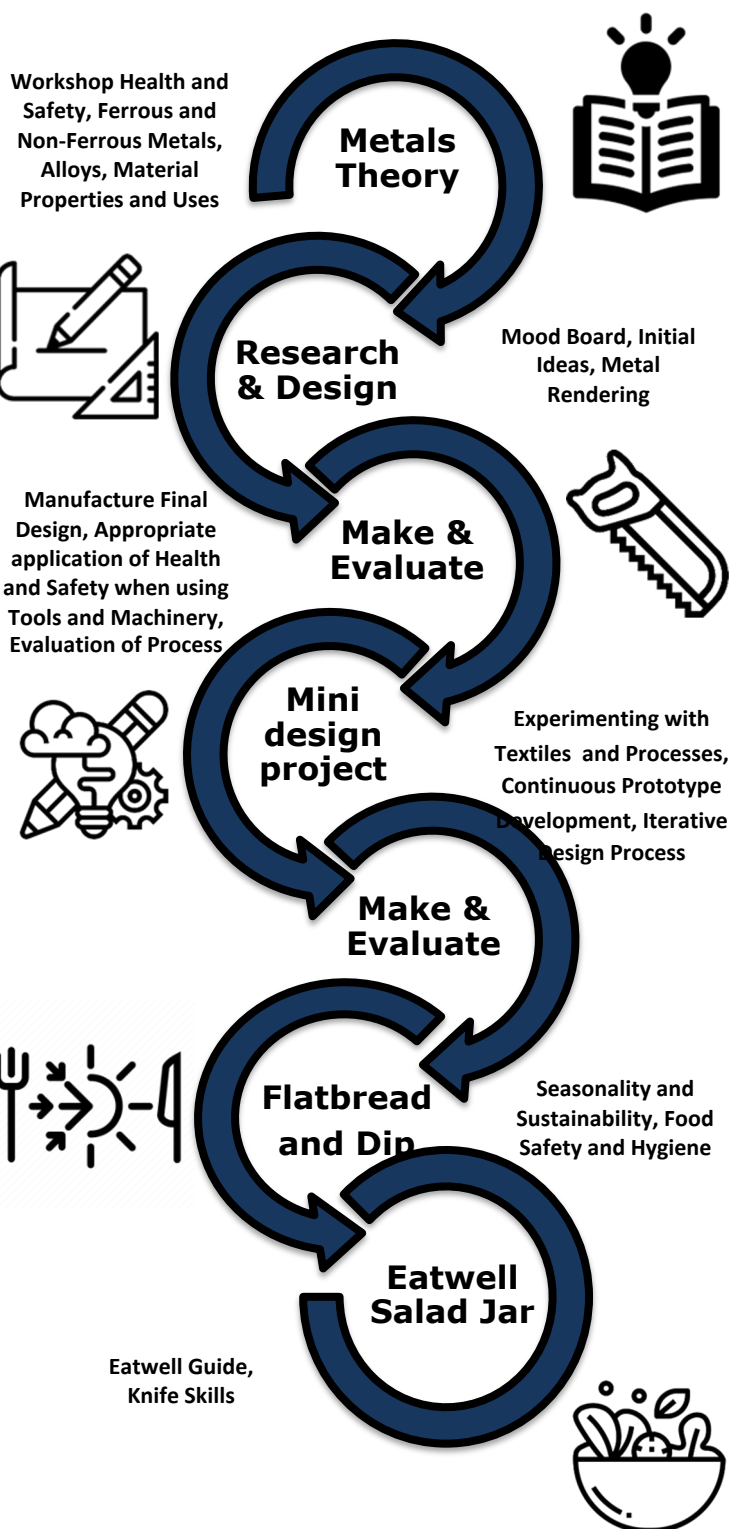 Workshop Health and
Safety, Ferrous and
Non-Ferrous Metals,
Alloys, Material
Properties and Uses
Metals
Theory
Research
& Design
Mood Board, Initial
Ideas, Metal
Rendering
Manufacture Final
Design, Appropriate
application of Health
and Safety when using
Tools and Machinery,
Evaluation of Process
Make &
Evaluate
Mini
design
project
Experimenting with
Textiles and Processes,
Continuous Prototype
Development, Iterative
Design Process
Make &
Evaluate
Flatbread
and Dip
Seasonality and
Sustainability, Food
Safety and Hygiene
Eatwell
Salad Jar
Eatwell Guide,
Knife Skills